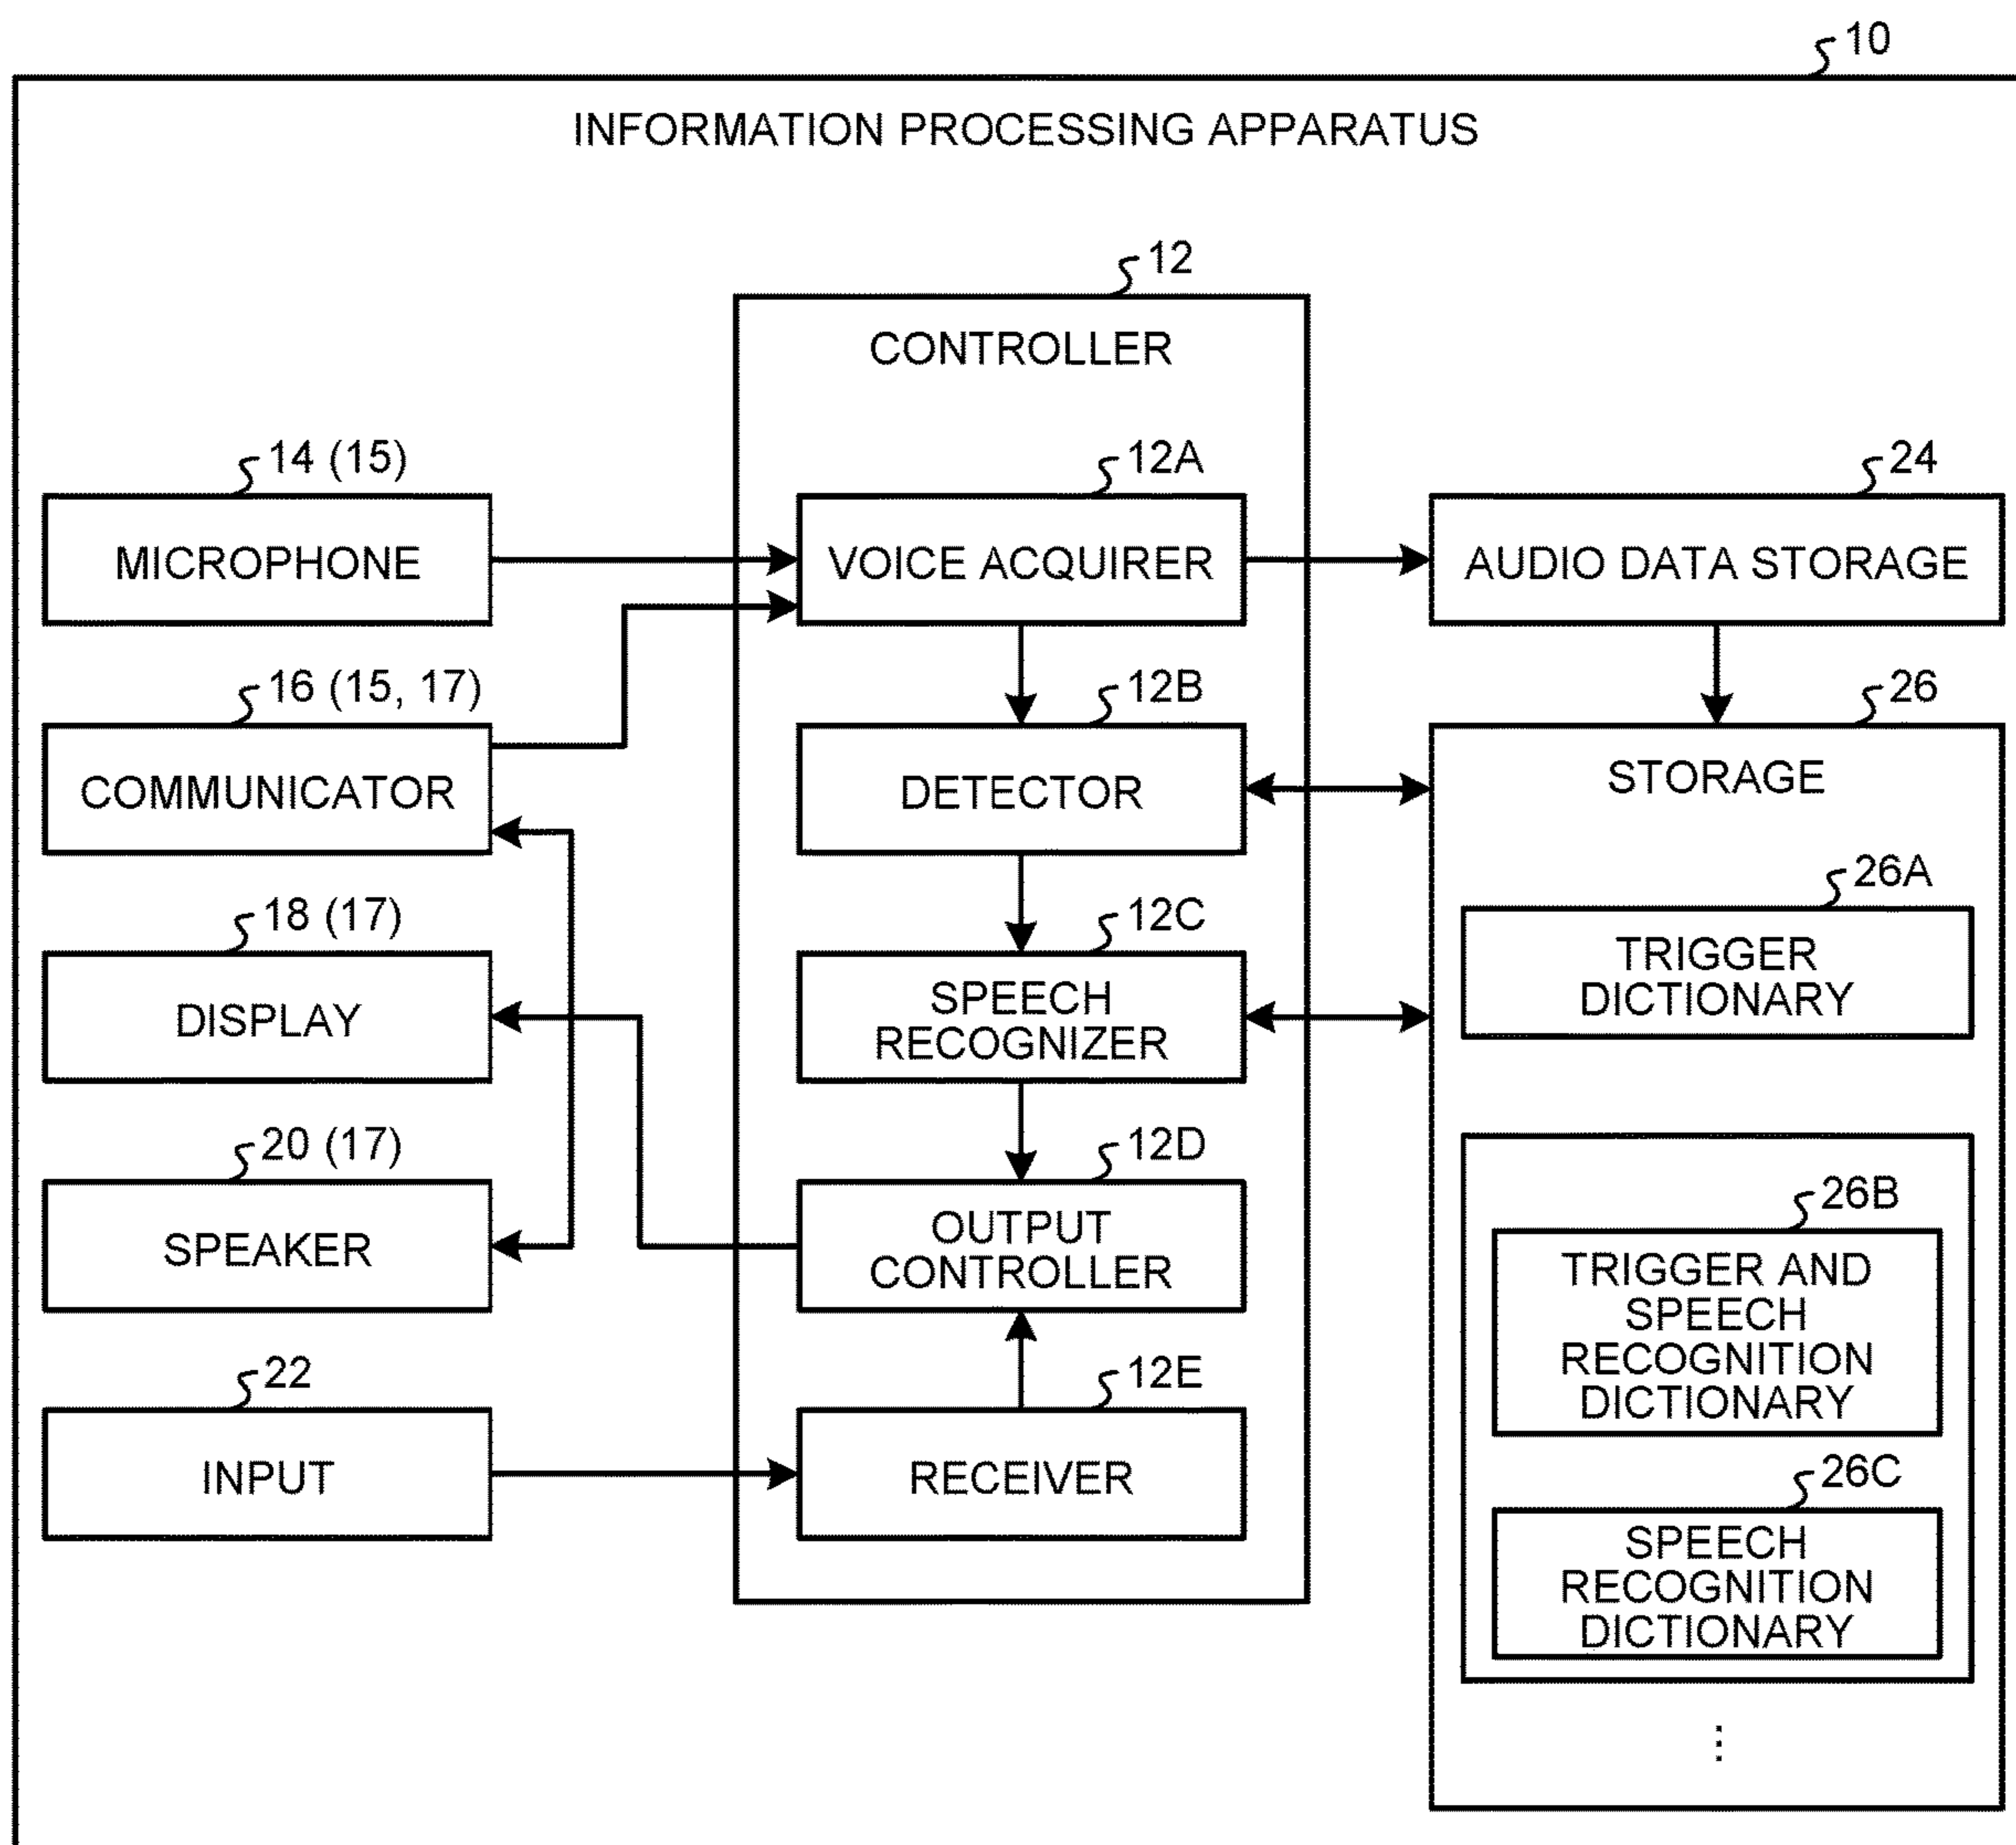 10
INFORMATION PROCESSING APPARATUS
12
CONTROLLER
14 (15)
MICROPHONE
16 (15, 17)
COMMUNICATOR
18 (17)
DISPLAY
20 (17)
SPEAKER
22
INPUT
12A
VOICE ACQUIRER
12B
DETECTOR
12C
SPEECH
RECOGNIZER
12D
OUTPUT
CONTROLLER
12E
RECEIVER
24
AUDIO DATA STORAGE
26
STORAGE
26A
TRIGGER
DICTIONARY
26B
TRIGGER AND
SPEECH
RECOGNITION
DICTIONARY
26C
SPEECH
RECOGNITION
DICTIONARY
⋮